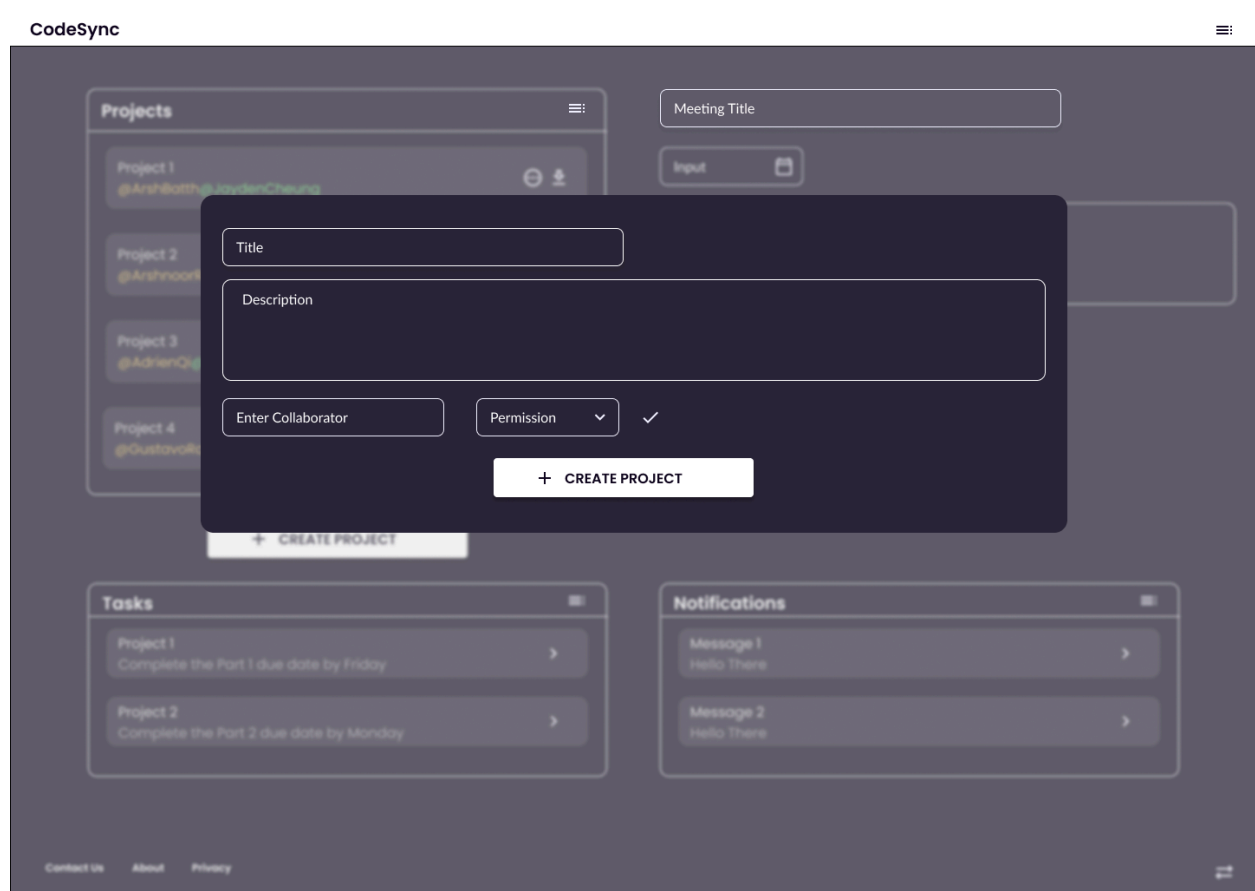 CodeSync
Projects
Meeting Title
Project 1
@ArshBatth@JaydenCheung
Input
Project 2
Project 3
@AdrienQi@
Project 4
Title
Description
Enter Collaborator
Permission
CREATE PROJECT
CREATE PROJECT
Tasks
Project 1
Complete the Part 1 due date by Friday
Project 2
Complete the Part 2 due date by Monday
Notifications
Message 1
Hello There
Message 2
Hello There
Contact Us About Privacy